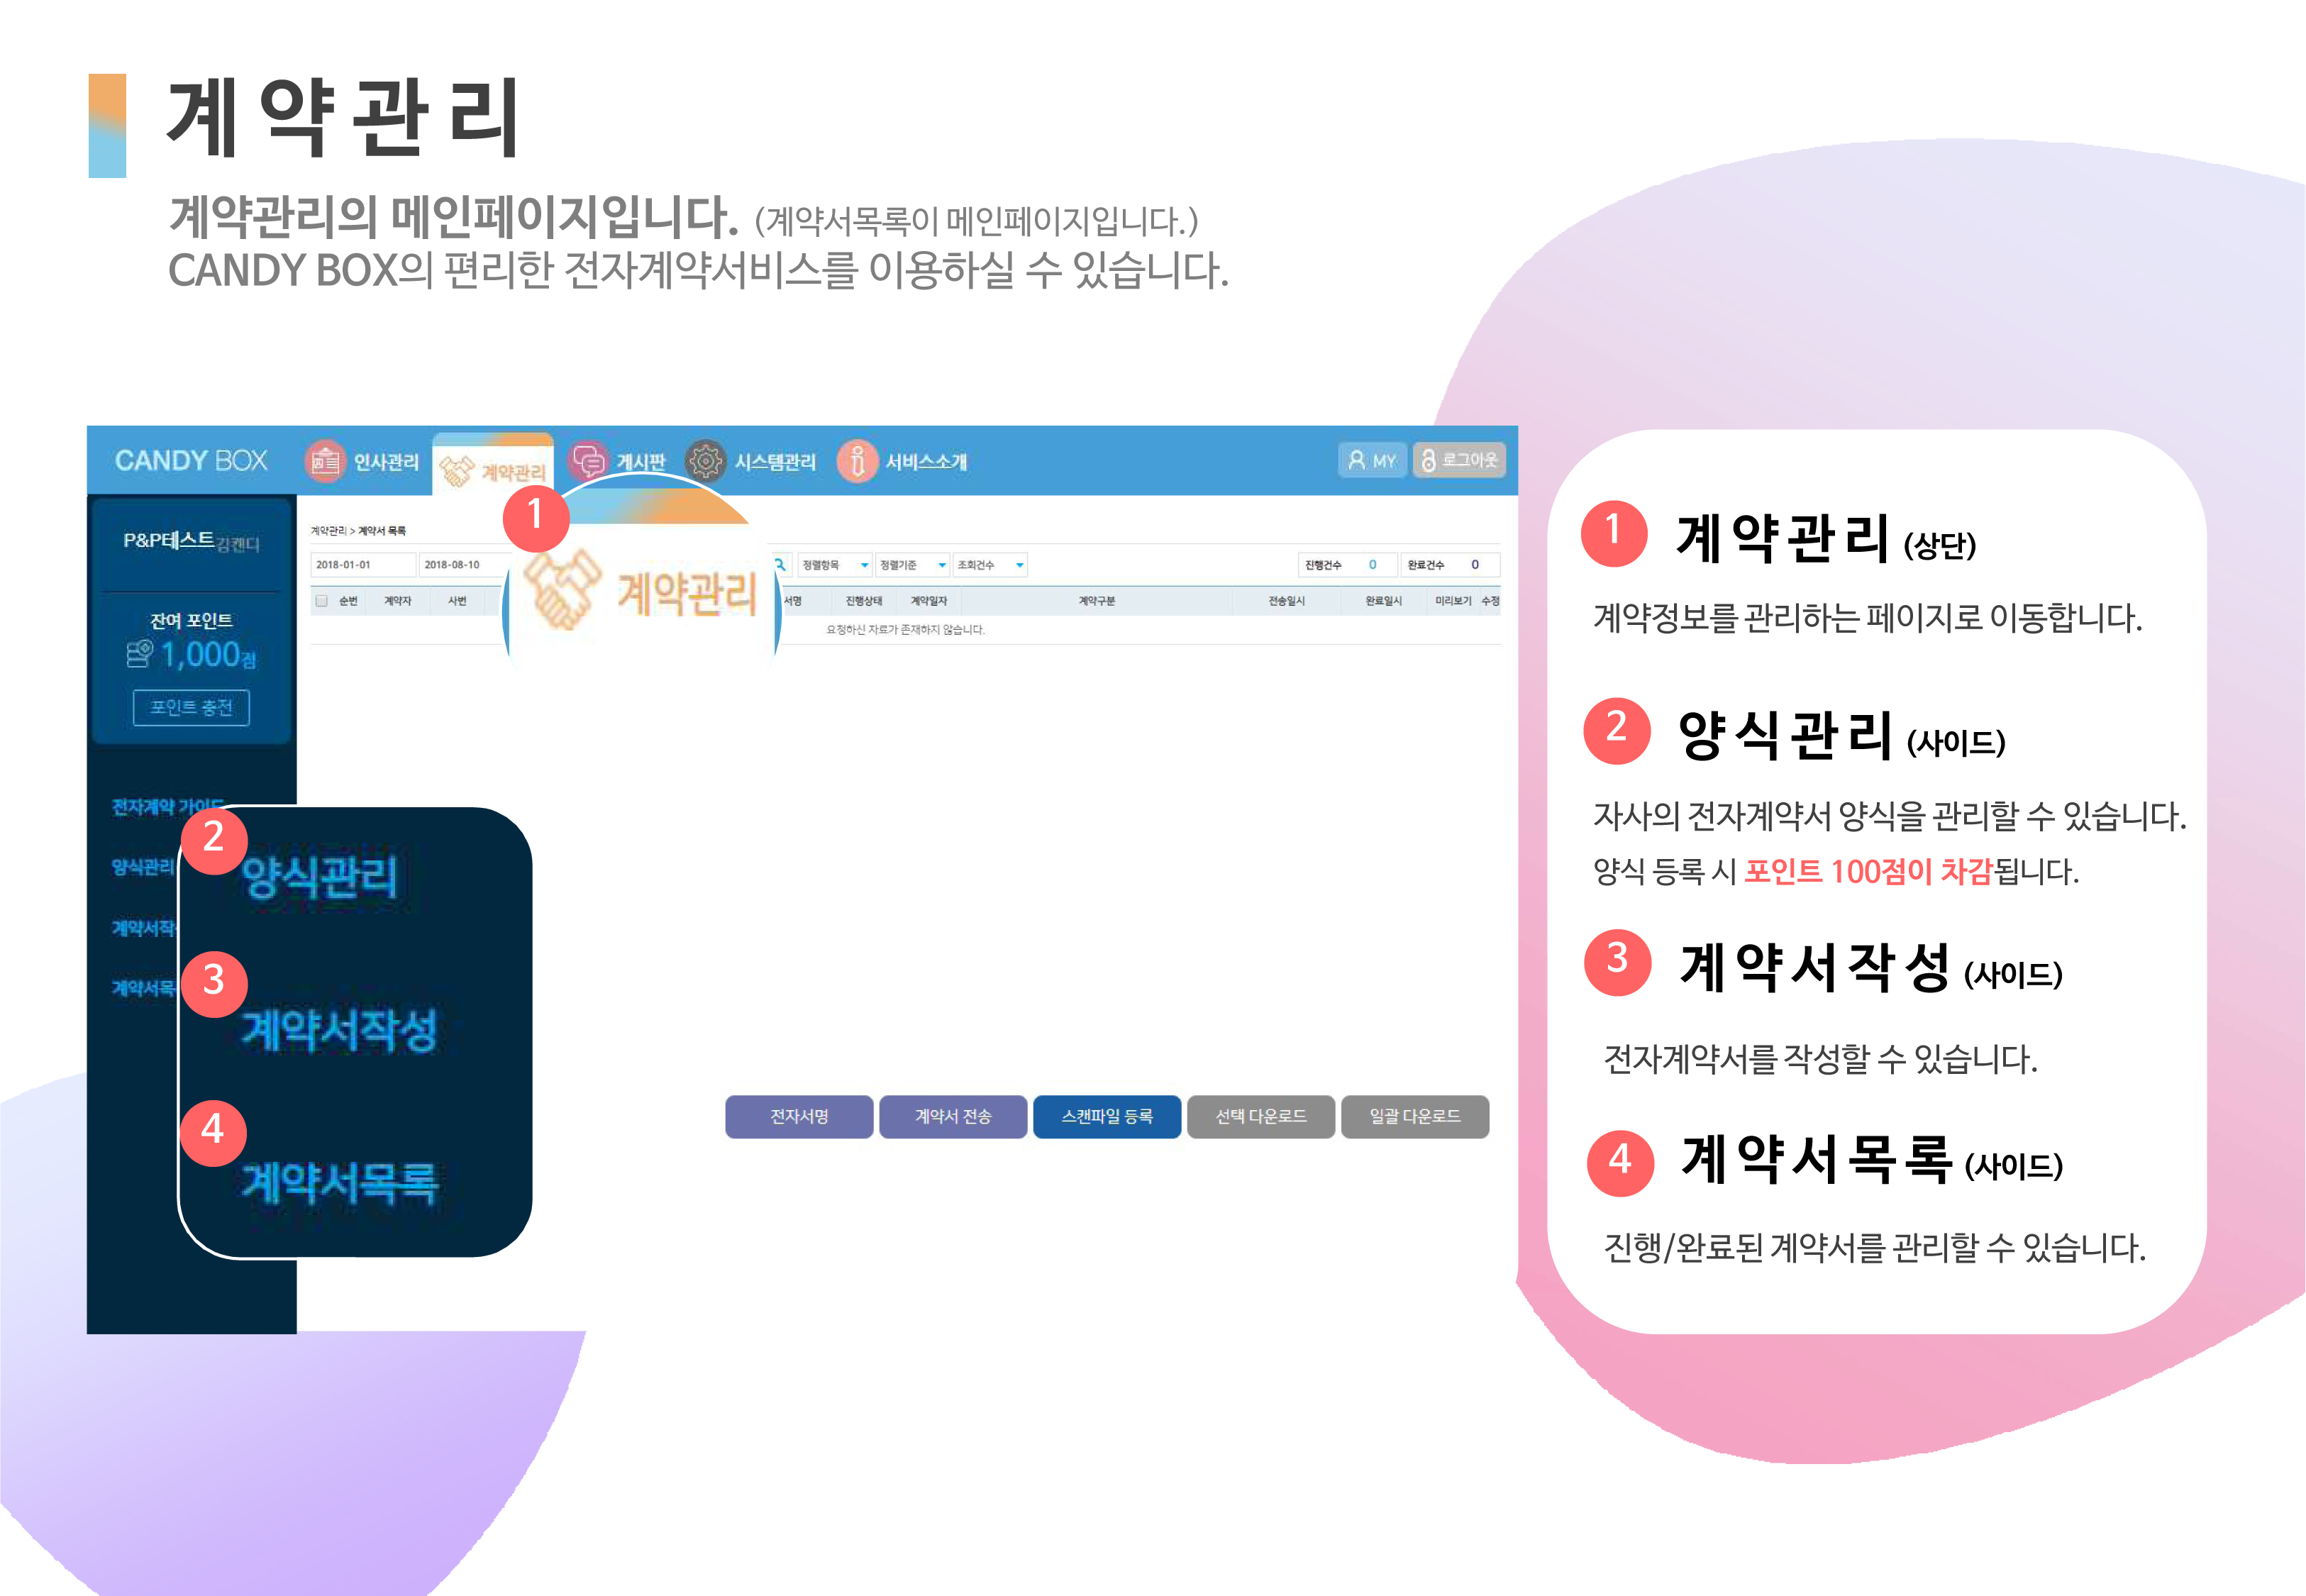 계약관리
계약관리의 메인페이지입니다. (계약서목록이 메인페이지입니다.)
CANDY BOX의 편리한 전자계약서비스를 이용하실 수 있습니다.
CANDY BOX 인사관리 계약관리 게시판 시스템관리 서비스소개 MY 로그아웃
P&P테스트 김캔디
잔여 포인트
1,000점
포인트 충전
전자계약 가이드
양식관리
계약서작
계약서목
계약관리 > 계약서 목록
2018-01-01 2018-08-10 정렬항목 정렬기준 조회건수 진행건수 0 완료건수 0
순번 계약자 사번 서명 진행상태 계약일자 계약구분 전송일시 완료일시 미리보기 수정
요청하신 자료가 존재하지 않습니다.
1
계약관리
2
양식관리
3
계약서작성
4
계약서목록
전자서명 계약서 전송 스캔파일 등록 선택 다운로드 일괄 다운로드
1 계약관리 (상단)
계약정보를 관리하는 페이지로 이동합니다.
2 양식관리 (사이드)
자사의 전자계약서 양식을 관리할 수 있습니다.
양식 등록 시 포인트 100점이 차감됩니다.
3 계약서작성 (사이드)
전자계약서를 작성할 수 있습니다.
4 계약서목록 (사이드)
진행/완료된 계약서를 관리할 수 있습니다.